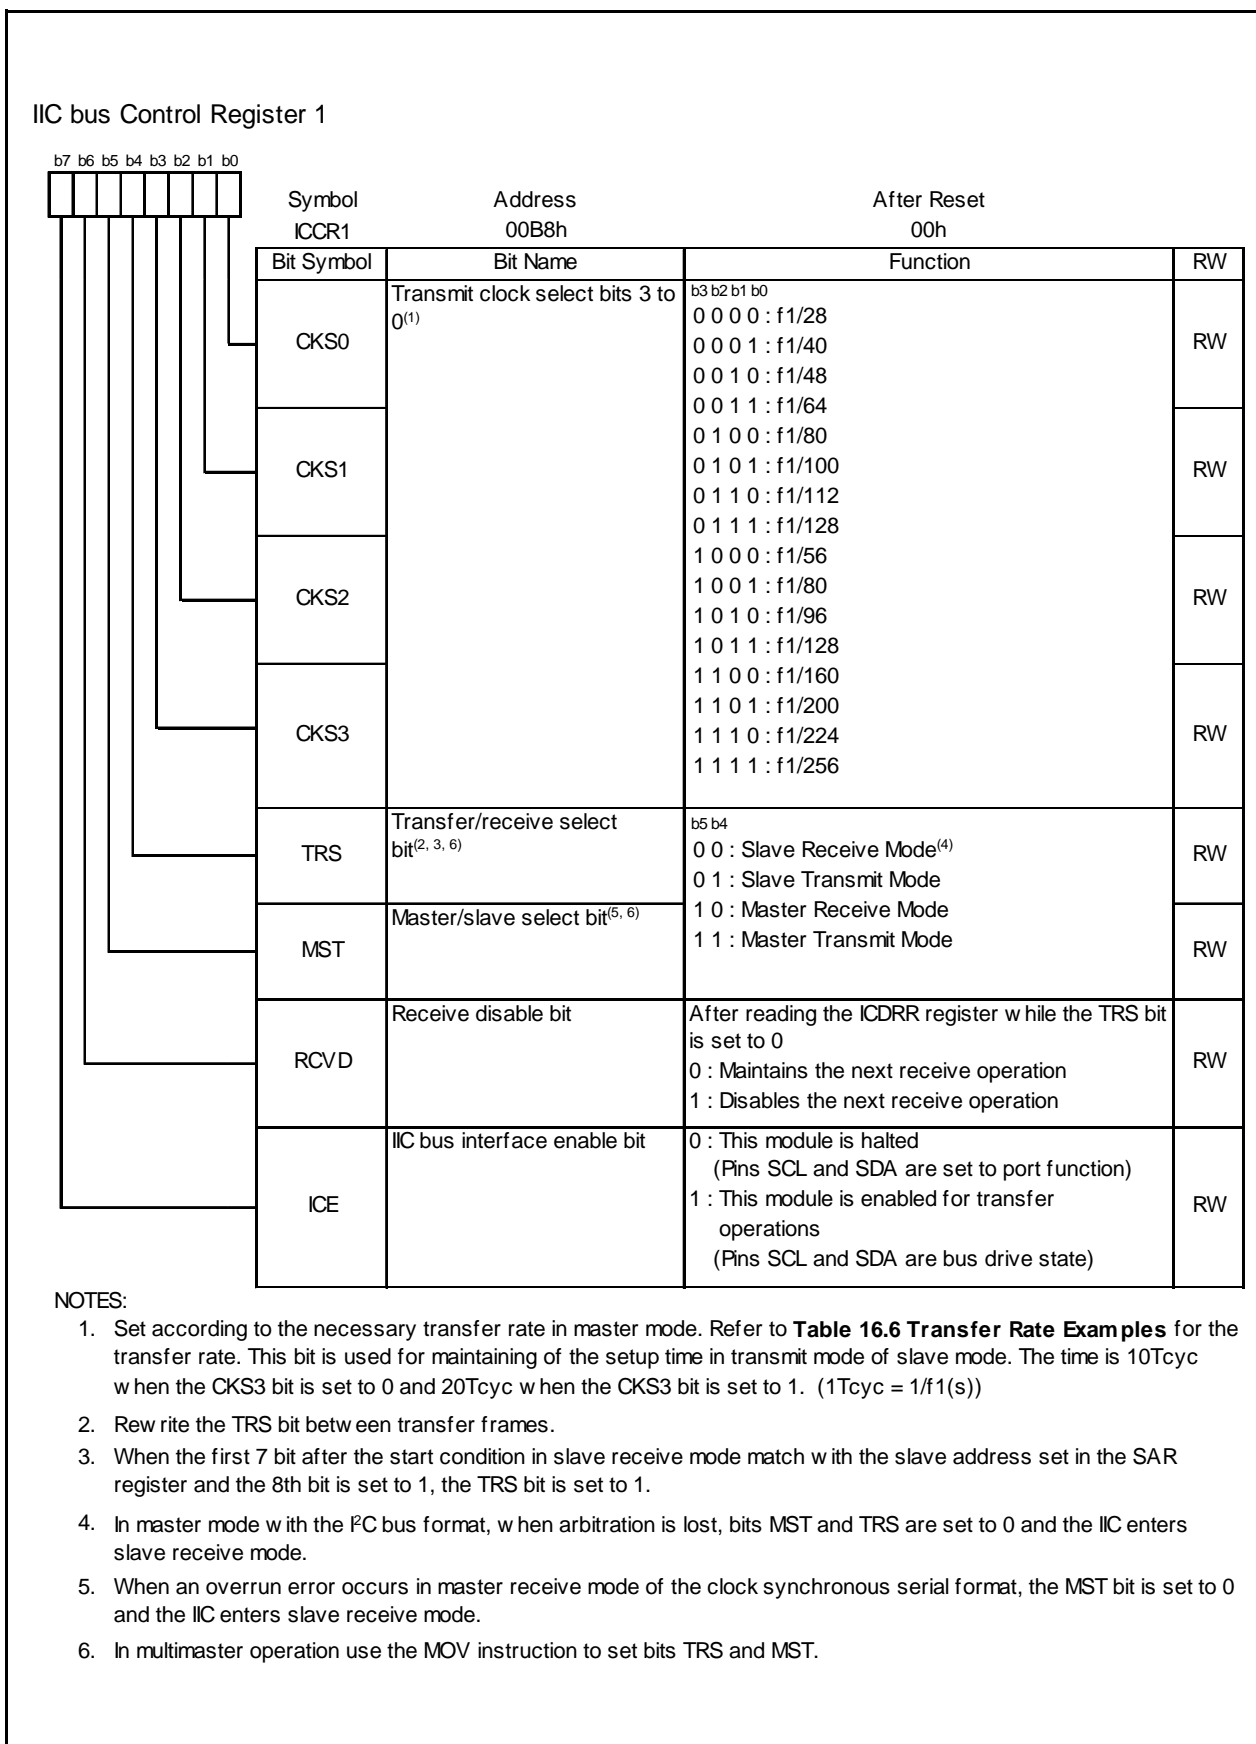 IIC bus Control Register 1
b7 b6 b5 b4 b3 b2 b1 b0
Symbol Address After Reset
ICCR1 00B8h 00h
Bit Symbol Bit Name Function RW
CKS0 Transmit clock select bits 3 to 0(1) RW
CKS1 RW
CKS2 RW
CKS3 RW
b3 b2 b1 b0
0 0 0 0 : f1/28
0 0 0 1 : f1/40
0 0 1 0 : f1/48
0 0 1 1 : f1/64
0 1 0 0 : f1/80
0 1 0 1 : f1/100
0 1 1 0 : f1/112
0 1 1 1 : f1/128
1 0 0 0 : f1/56
1 0 0 1 : f1/80
1 0 1 0 : f1/96
1 0 1 1 : f1/128
1 1 0 0 : f1/160
1 1 0 1 : f1/200
1 1 1 0 : f1/224
1 1 1 1 : f1/256
TRS Transfer/receive select bit(2, 3, 6) RW
MST Master/slave select bit(5, 6) RW
b5 b4
0 0 : Slave Receive Mode(4)
0 1 : Slave Transmit Mode
1 0 : Master Receive Mode
1 1 : Master Transmit Mode
RCVD Receive disable bit RW
After reading the ICDRR register while the TRS bit
is set to 0
0 : Maintains the next receive operation
1 : Disables the next receive operation
ICE IIC bus interface enable bit RW
0 : This module is halted
(Pins SCL and SDA are set to port function)
1 : This module is enabled for transfer
operations
(Pins SCL and SDA are bus drive state)
NOTES:
1. Set according to the necessary transfer rate in master mode. Refer to Table 16.6 Transfer Rate Examples for the
transfer rate. This bit is used for maintaining of the setup time in transmit mode of slave mode. The time is 10Tcyc
when the CKS3 bit is set to 0 and 20Tcyc when the CKS3 bit is set to 1. (1Tcyc = 1/f1(s))
2. Rewrite the TRS bit between transfer frames.
3. When the first 7 bit after the start condition in slave receive mode match with the slave address set in the SAR
register and the 8th bit is set to 1, the TRS bit is set to 1.
4. In master mode with the I²C bus format, when arbitration is lost, bits MST and TRS are set to 0 and the IIC enters
slave receive mode.
5. When an overrun error occurs in master receive mode of the clock synchronous serial format, the MST bit is set to 0
and the IIC enters slave receive mode.
6. In multimaster operation use the MOV instruction to set bits TRS and MST.